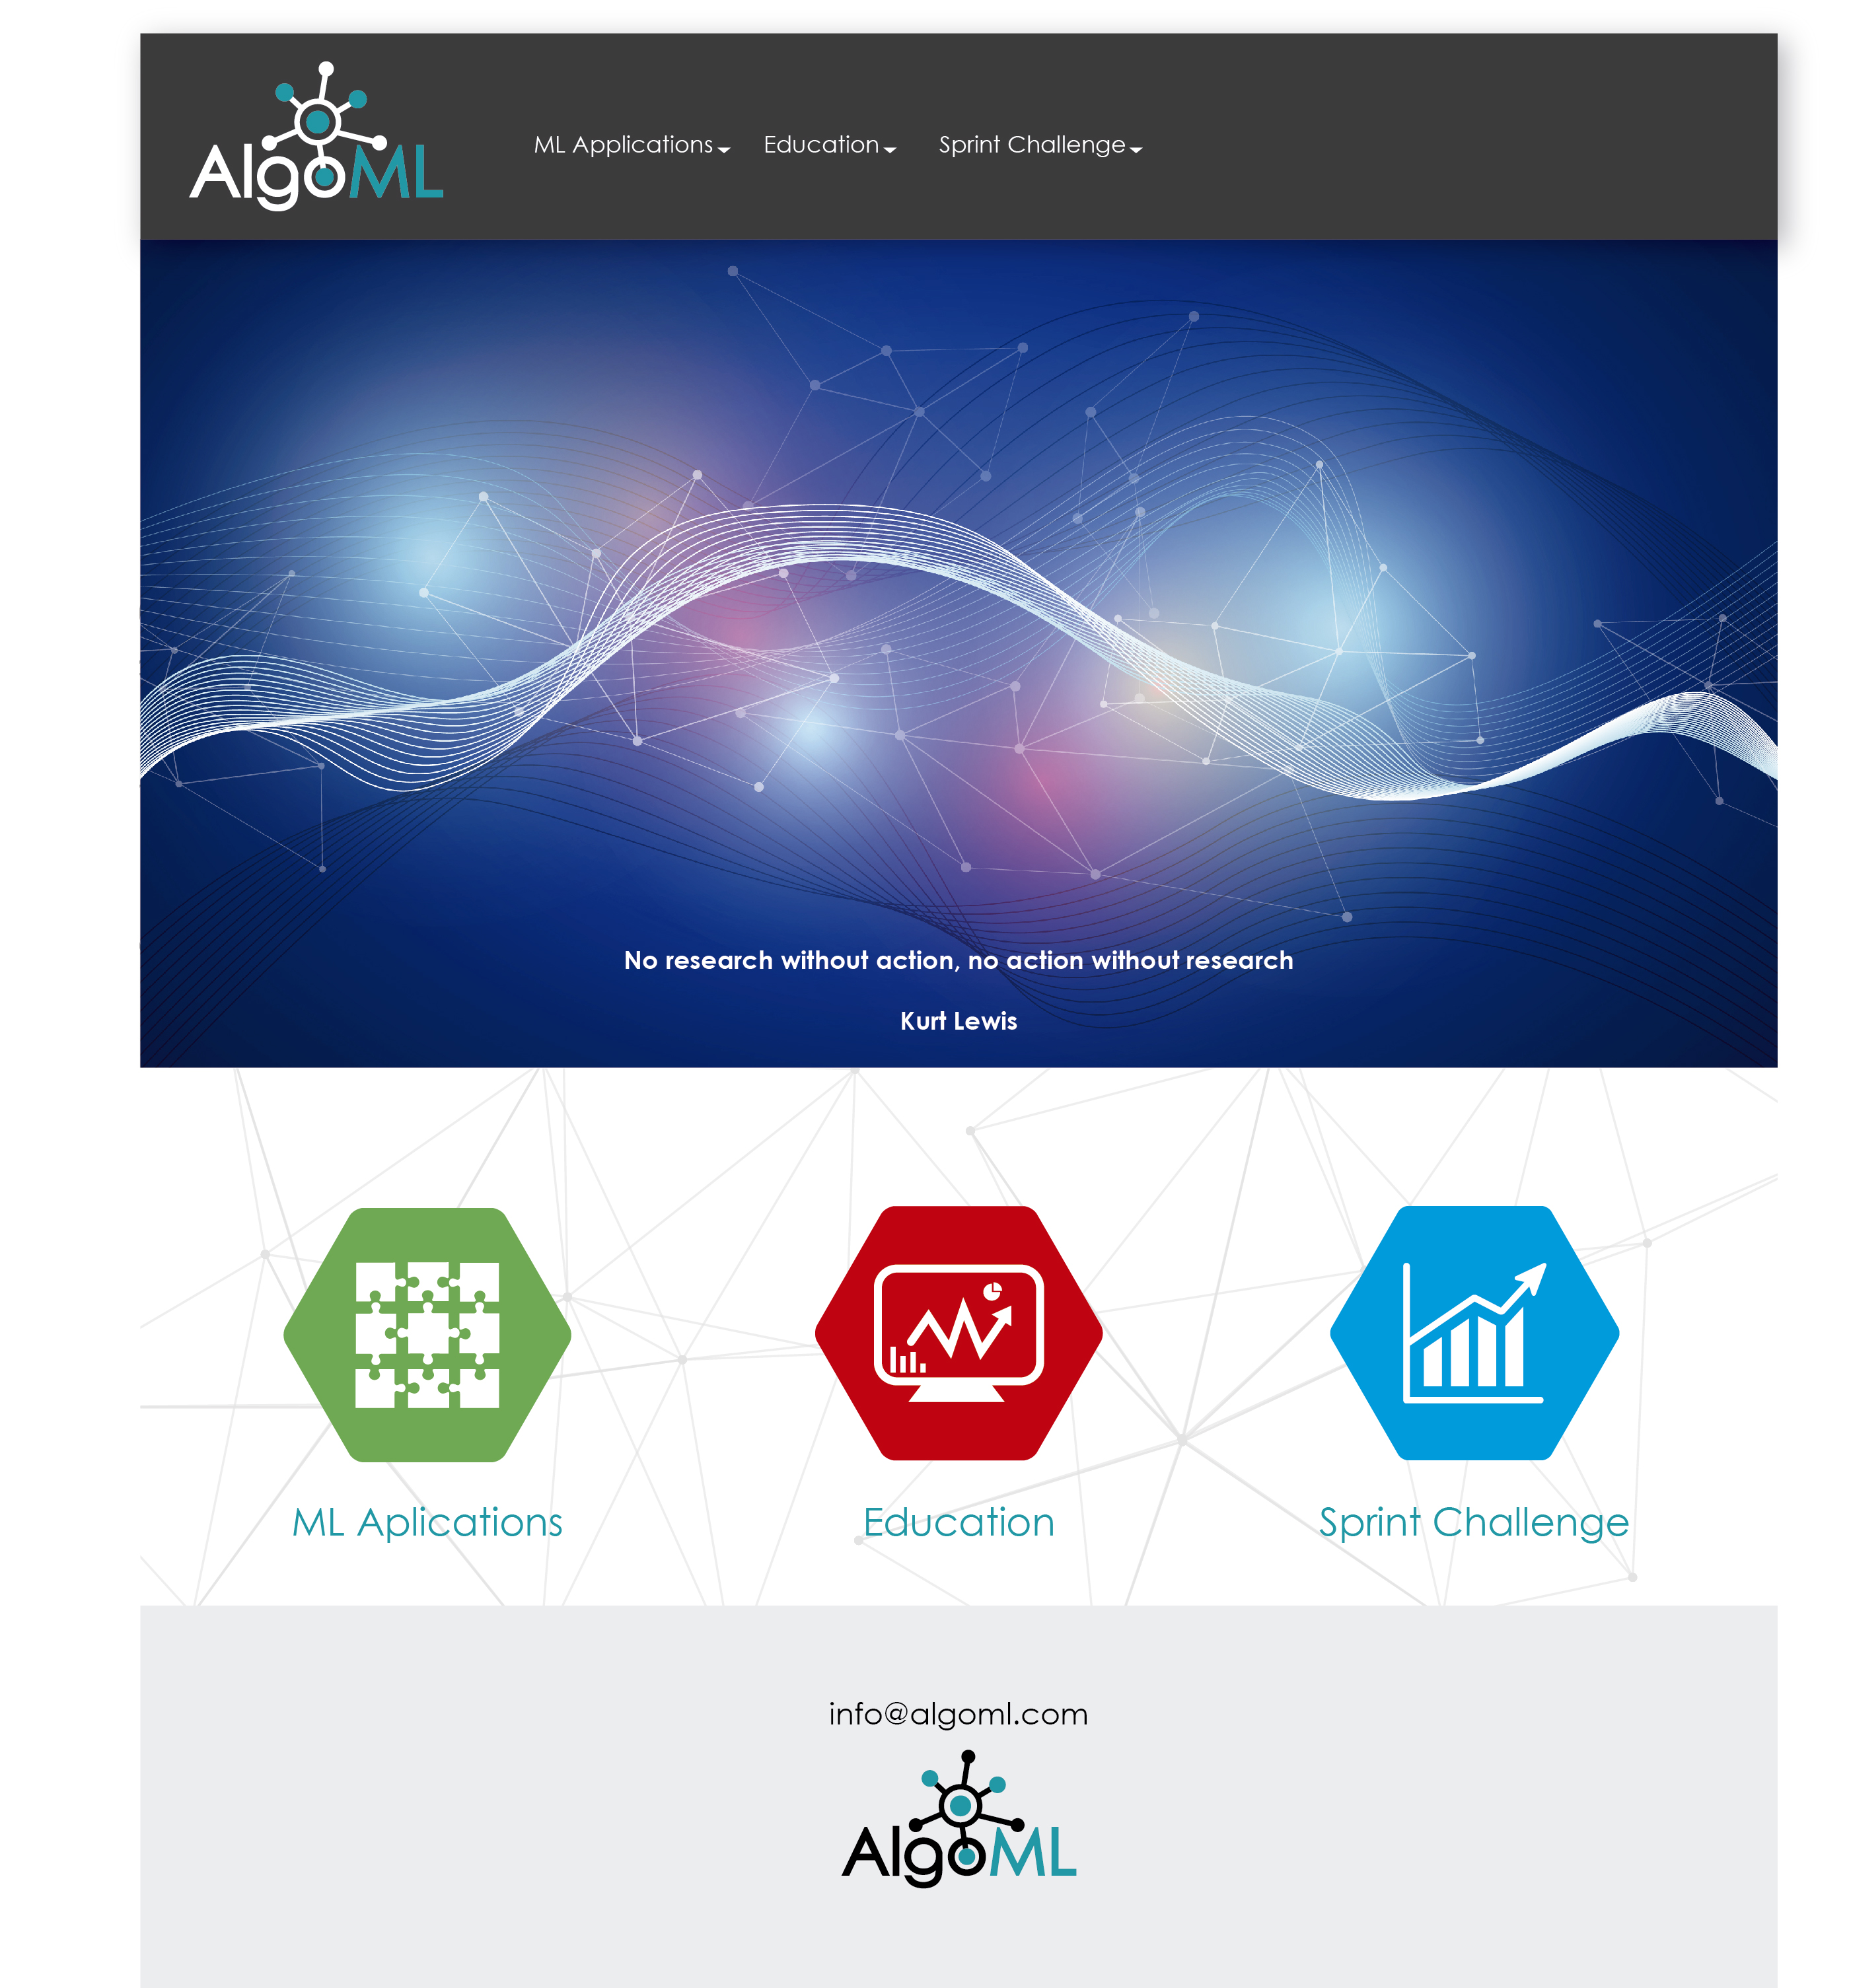 AlgoML
ML Applications
Education
Sprint Challenge
No research without action, no action without research
Kurt Lewis
ML Aplications
Education
Sprint Challenge
info@algoml.com
AlgoML